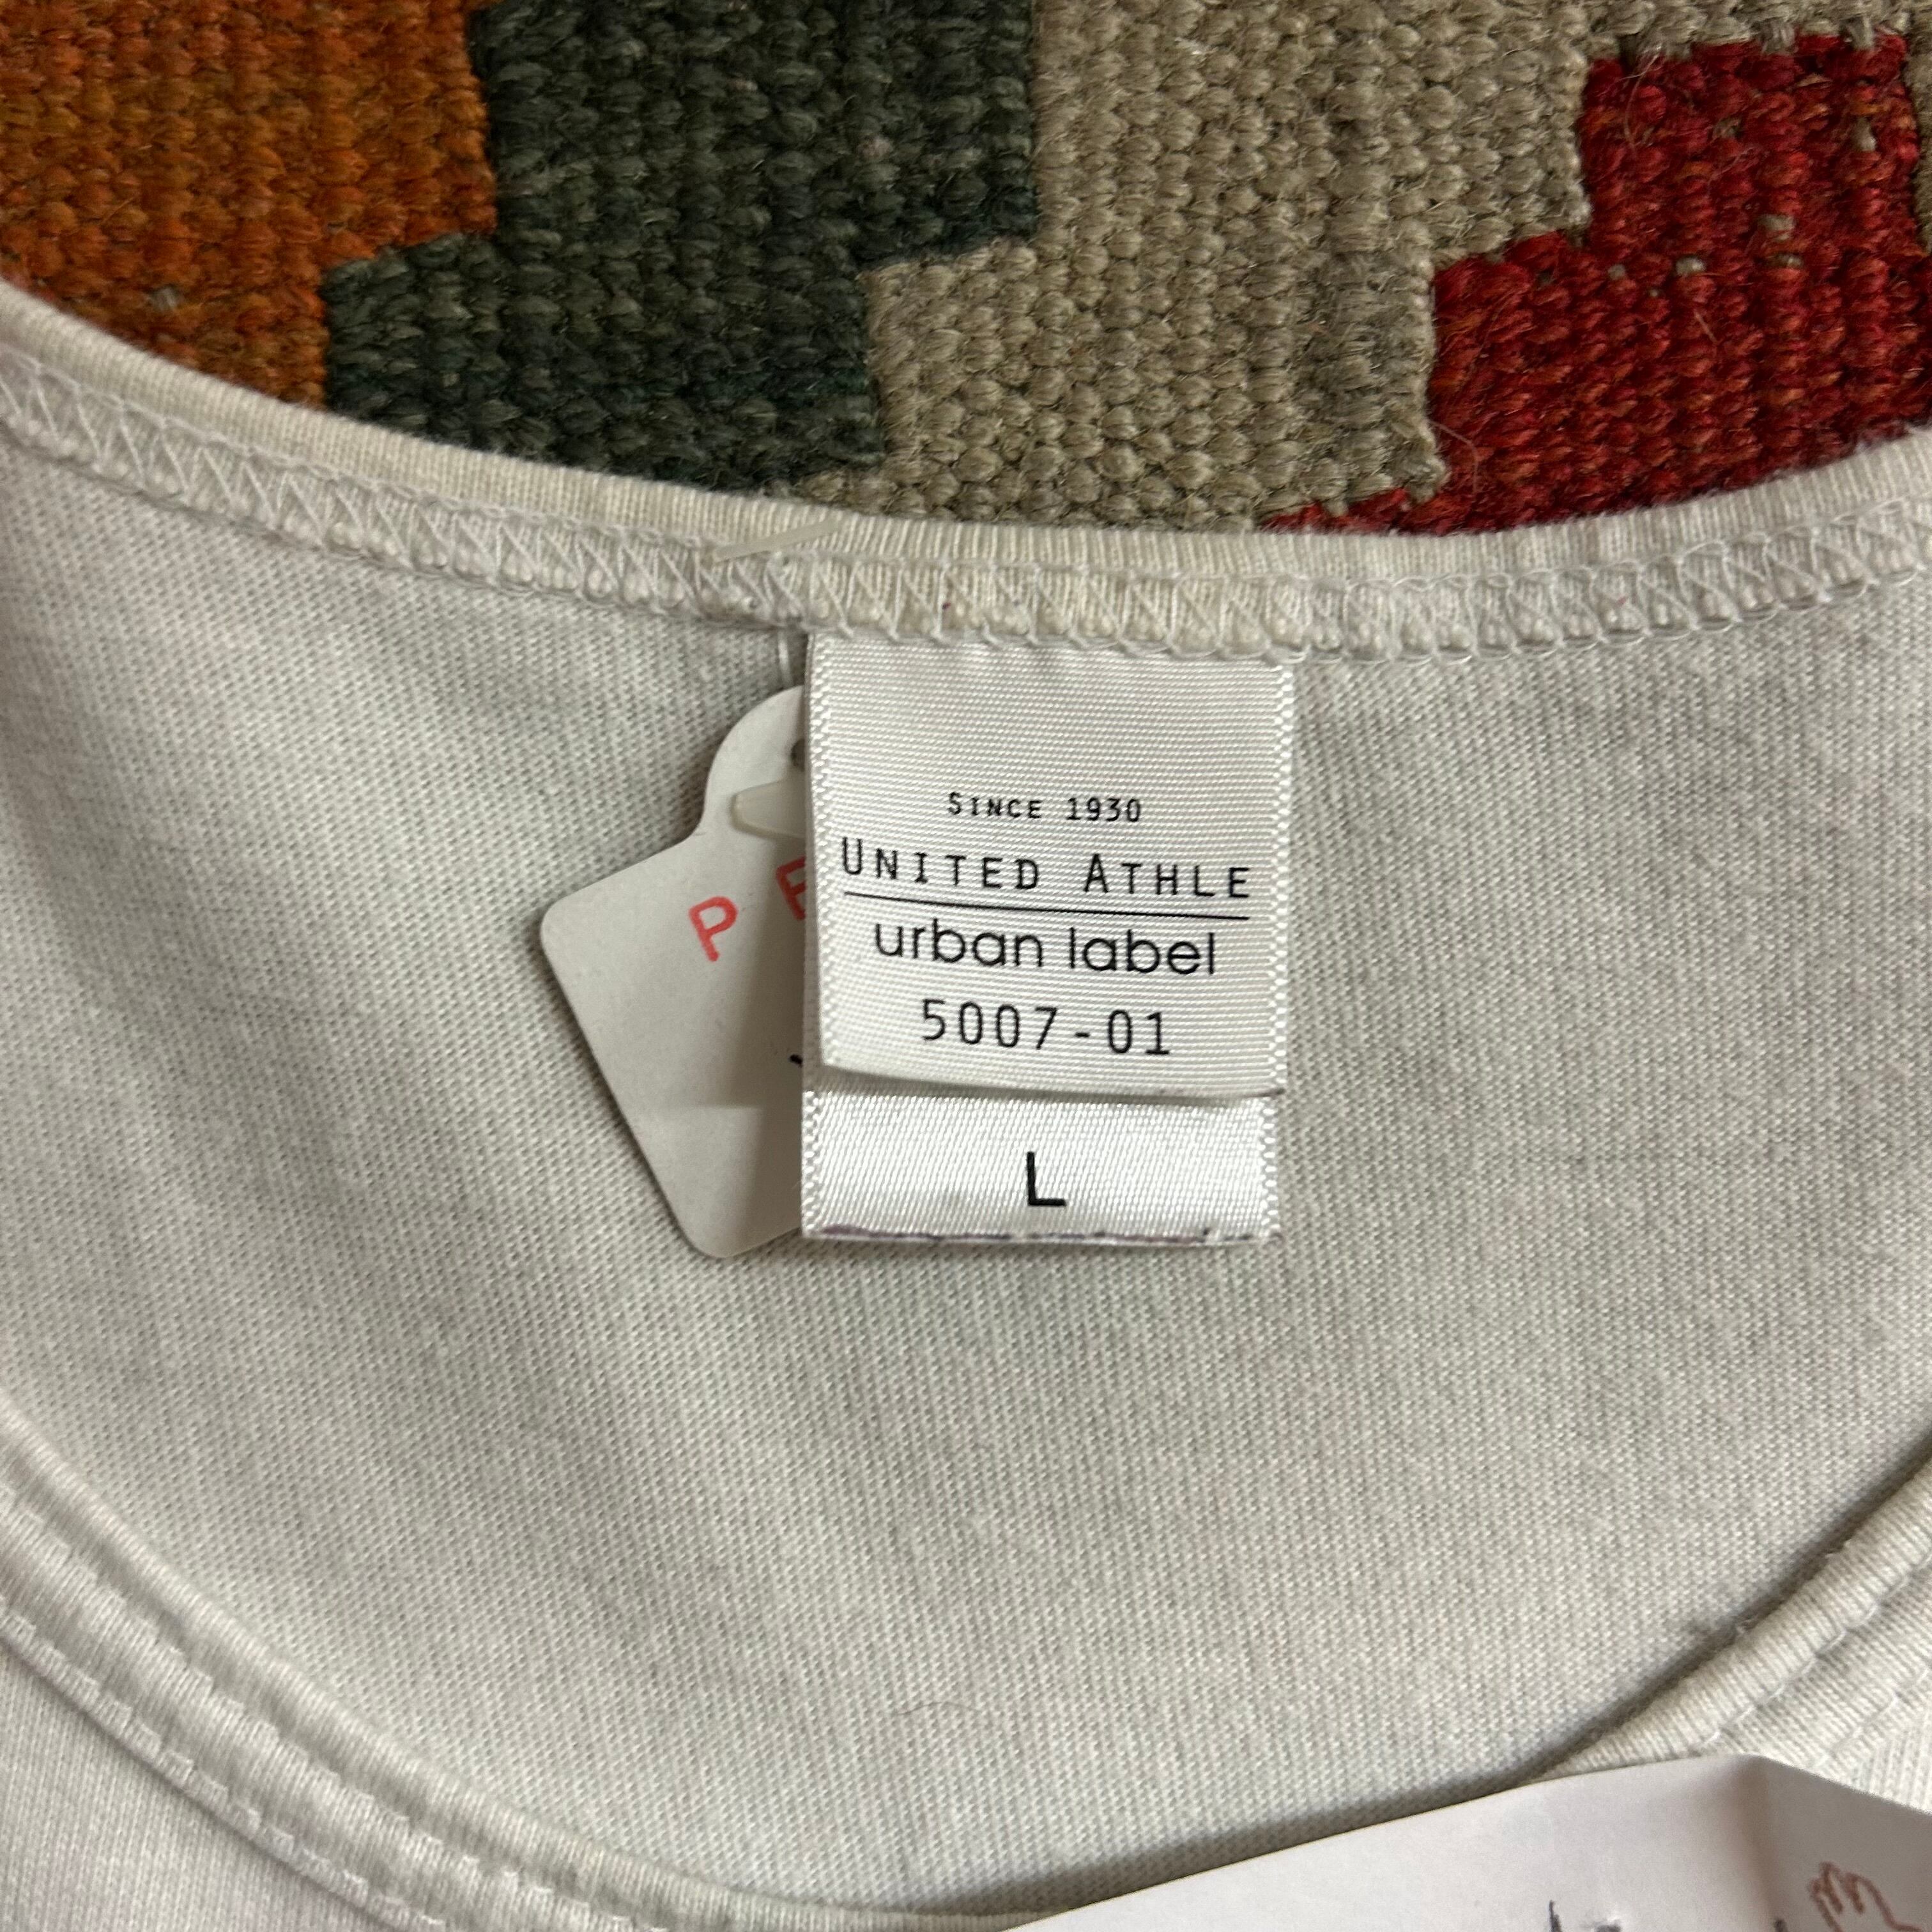 SINCE 1930
UNITED ATHLE
urban label
5007-01
L
P E